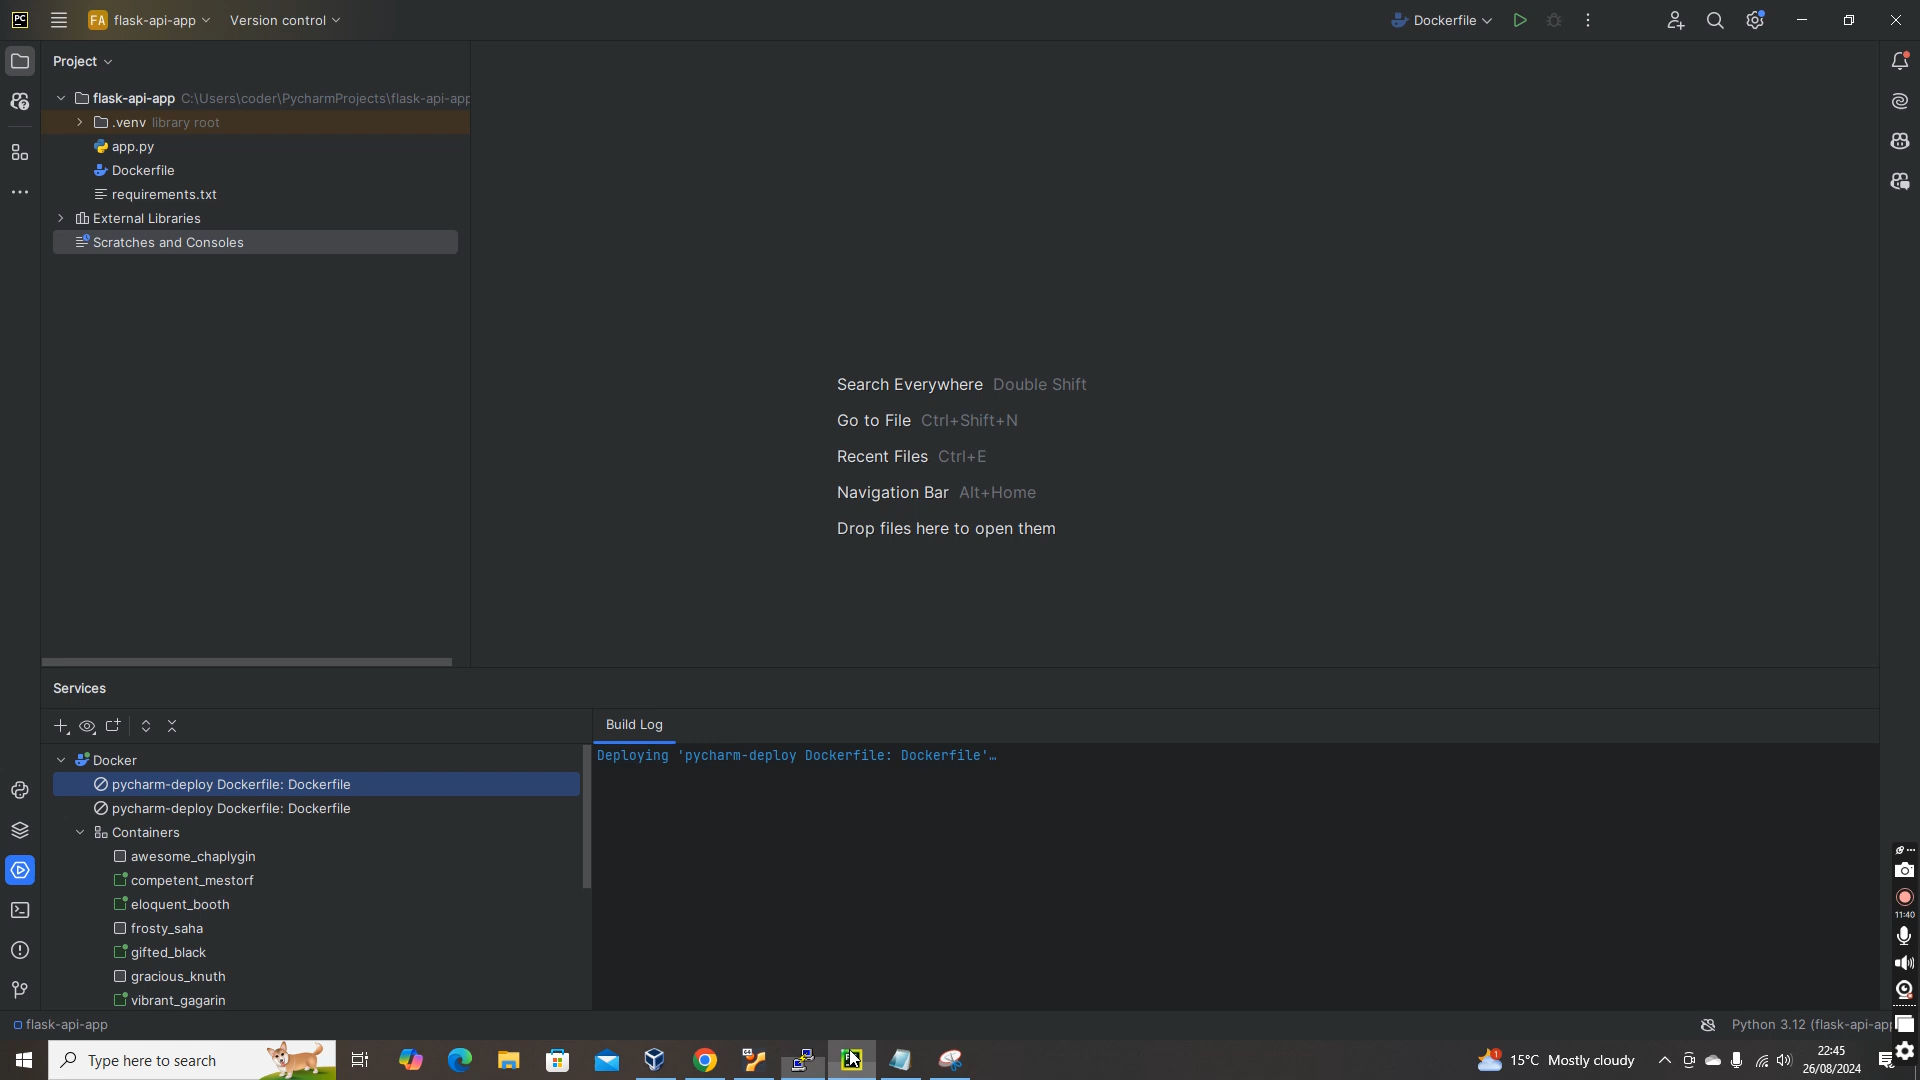 PC
FA flask-api-app
Version control
Dockerfile
Project
flask-api-app C:\Users\coder\PycharmProjects\flask-api-app
.venv library root
app.py
Dockerfile
requirements.txt
External Libraries
Scratches and Consoles
Search Everywhere Double Shift
Go to File Ctrl+Shift+N
Recent Files Ctrl+E
Navigation Bar Alt+Home
Drop files here to open them
Services
Build Log
Docker
Deploying 'pycharm-deploy Dockerfile: Dockerfile'…
pycharm-deploy Dockerfile: Dockerfile
pycharm-deploy Dockerfile: Dockerfile
Containers
awesome_chaplygin
competent_mestorf
eloquent_booth
frosty_saha
gifted_black
gracious_knuth
vibrant_gagarin
11:40
flask-api-app
Python 3.12 (flask-api-app
Type here to search
1
15°C Mostly cloudy
22:45
26/08/2024